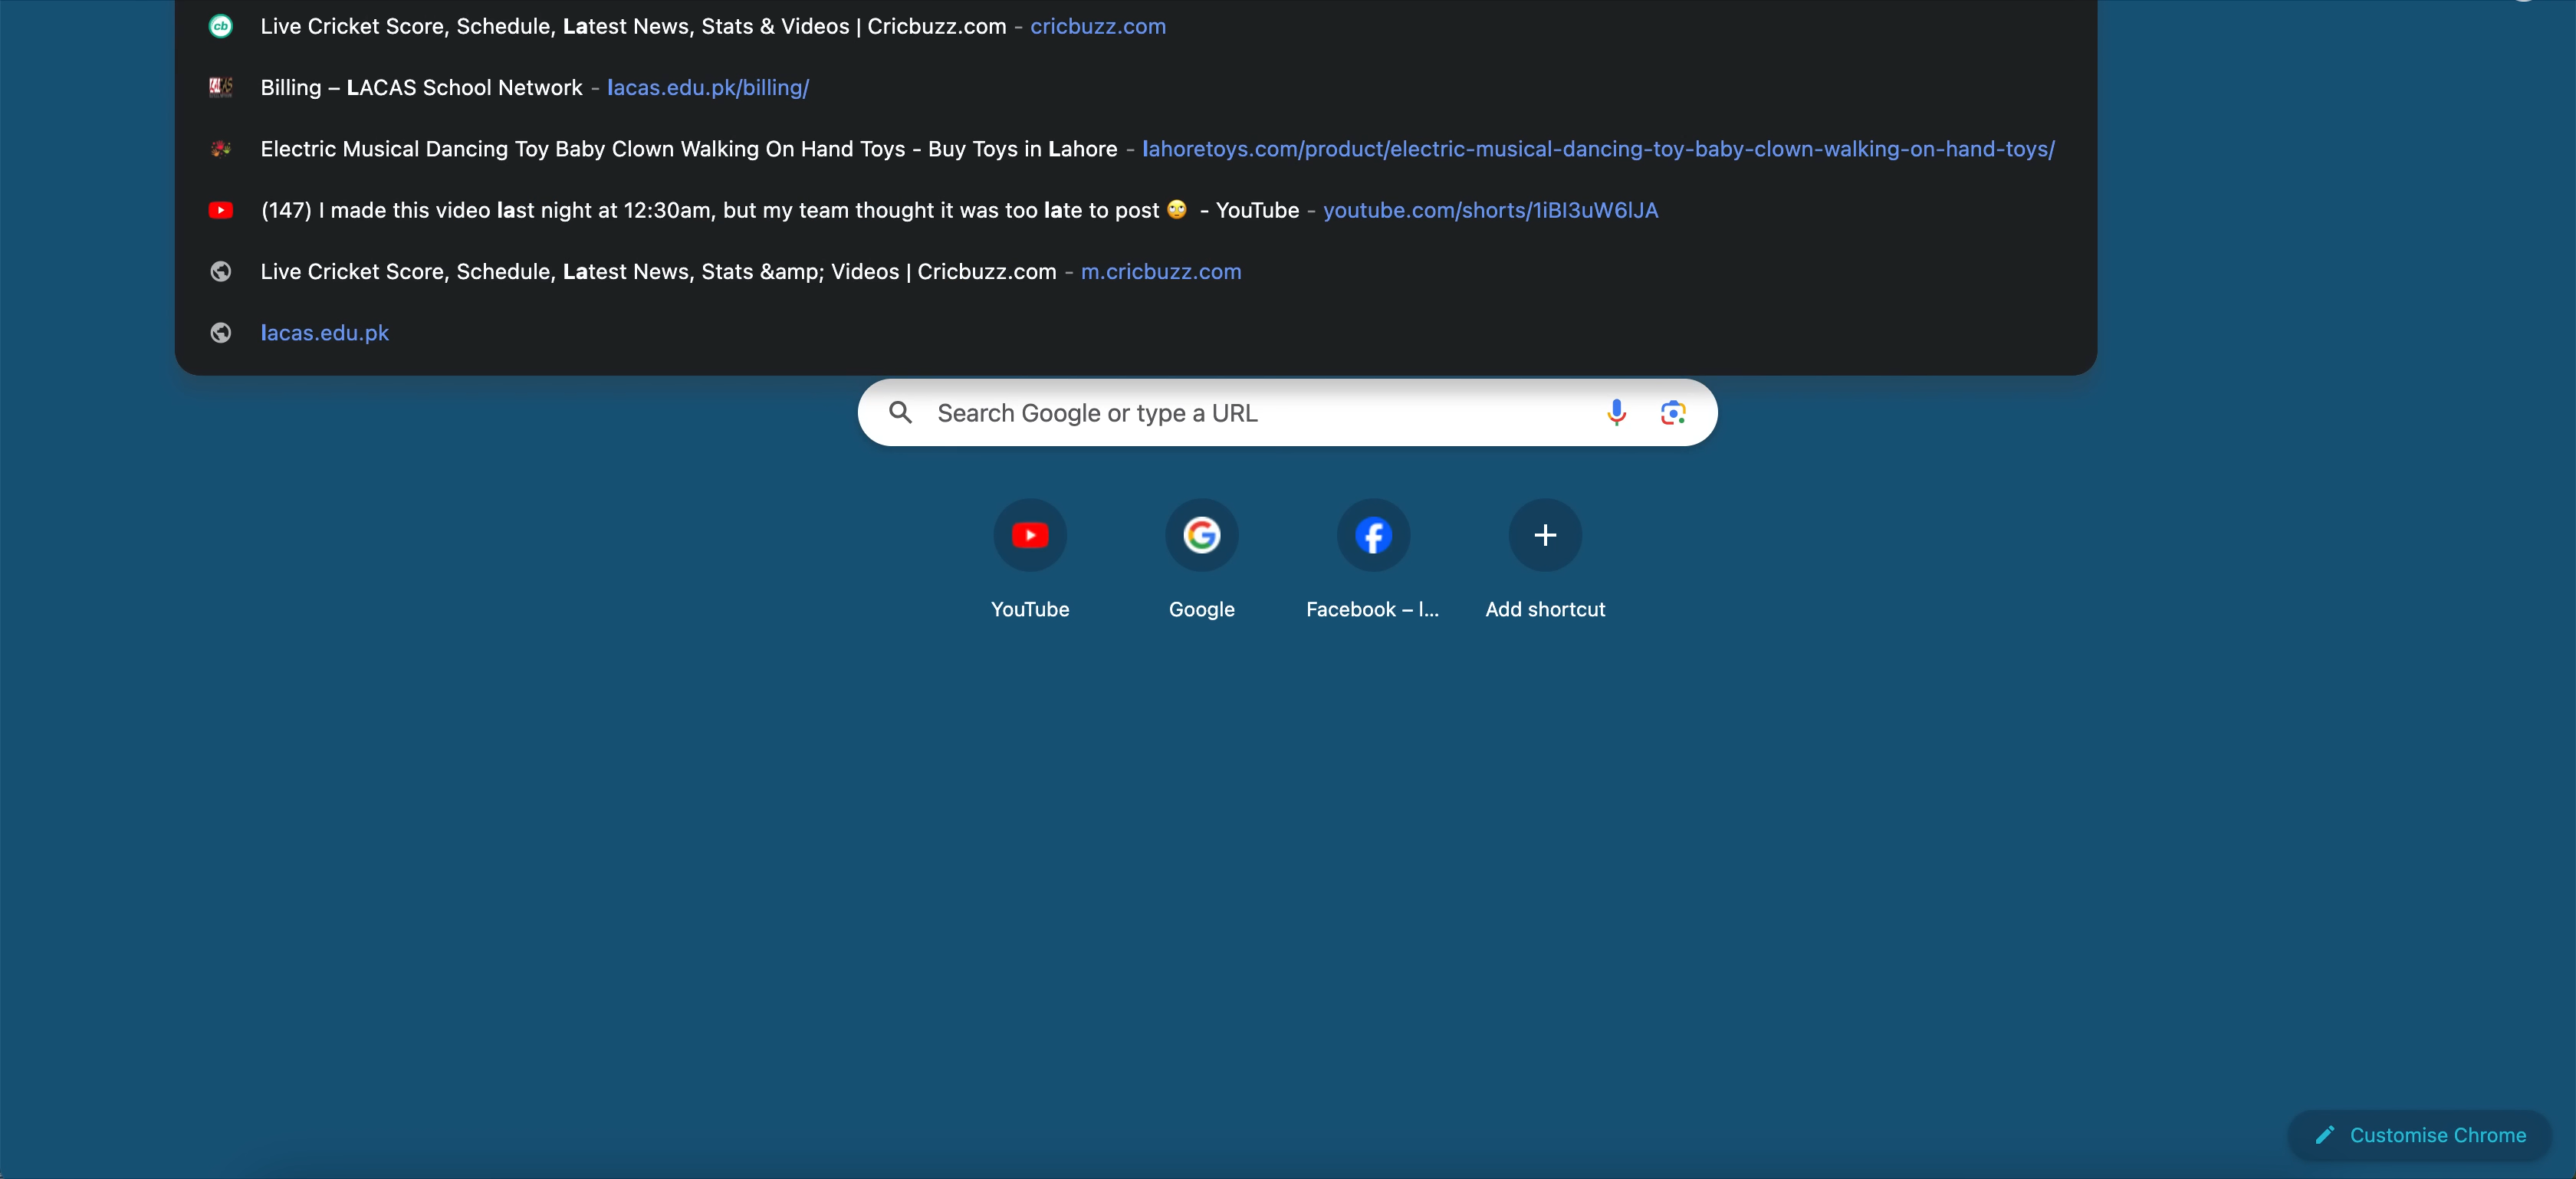 Live Cricket Score, Schedule, Latest News, Stats & Videos | Cricbuzz.com - cricbuzz.com
Billing – LACAS School Network - lacas.edu.pk/billing/
Electric Musical Dancing Toy Baby Clown Walking On Hand Toys - Buy Toys in Lahore - lahoretoys.com/product/electric-musical-dancing-toy-baby-clown-walking-on-hand-toys/
(147) I made this video last night at 12:30am, but my team thought it was too late to post 🙄 - YouTube - youtube.com/shorts/1iBI3uW6lJA
Live Cricket Score, Schedule, Latest News, Stats &amp; Videos | Cricbuzz.com - m.cricbuzz.com
lacas.edu.pk
Search Google or type a URL
YouTube
Google
Facebook – l...
Add shortcut
Customise Chrome